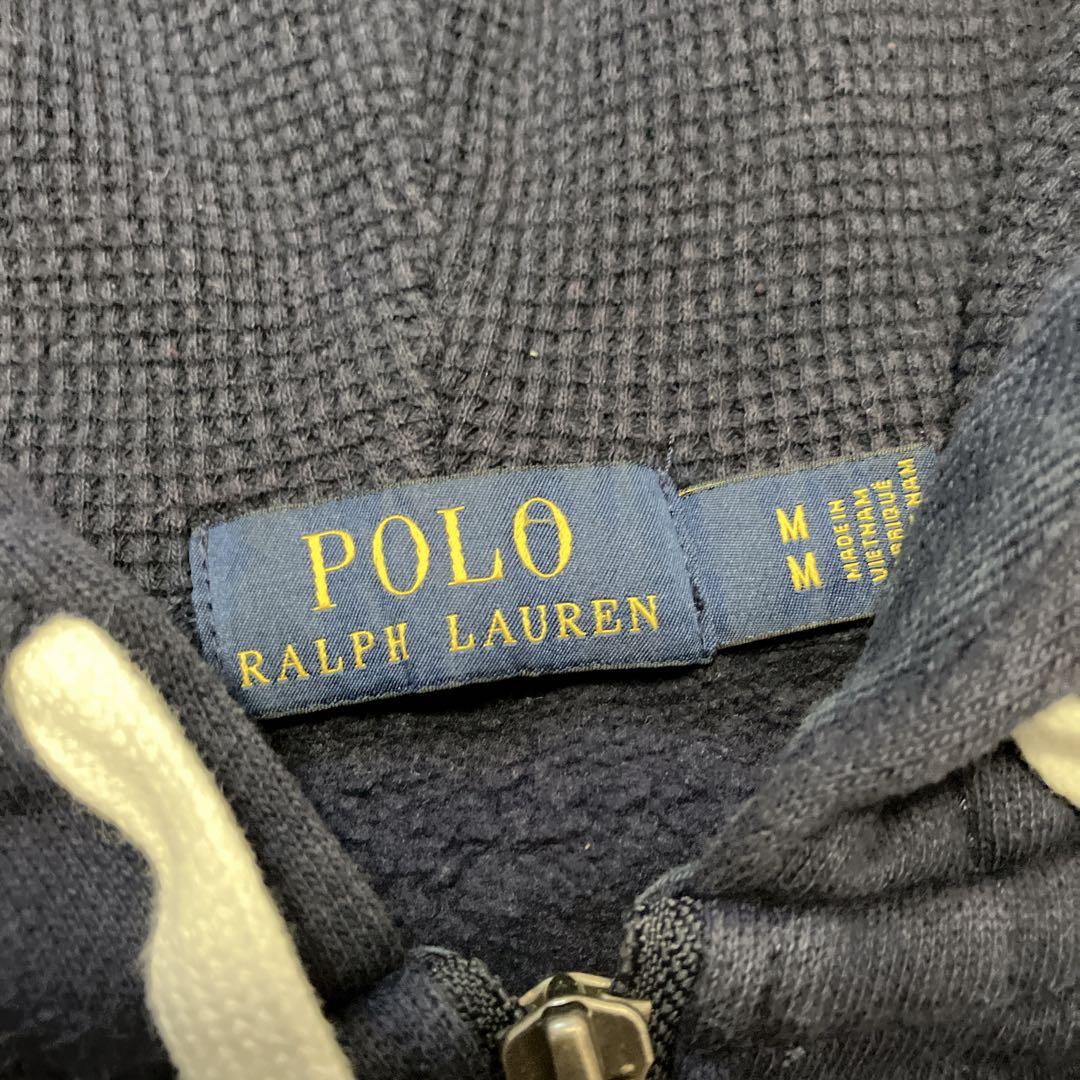 POLO
RALPH LAUREN
M
M
MADE IN
VIETNAM